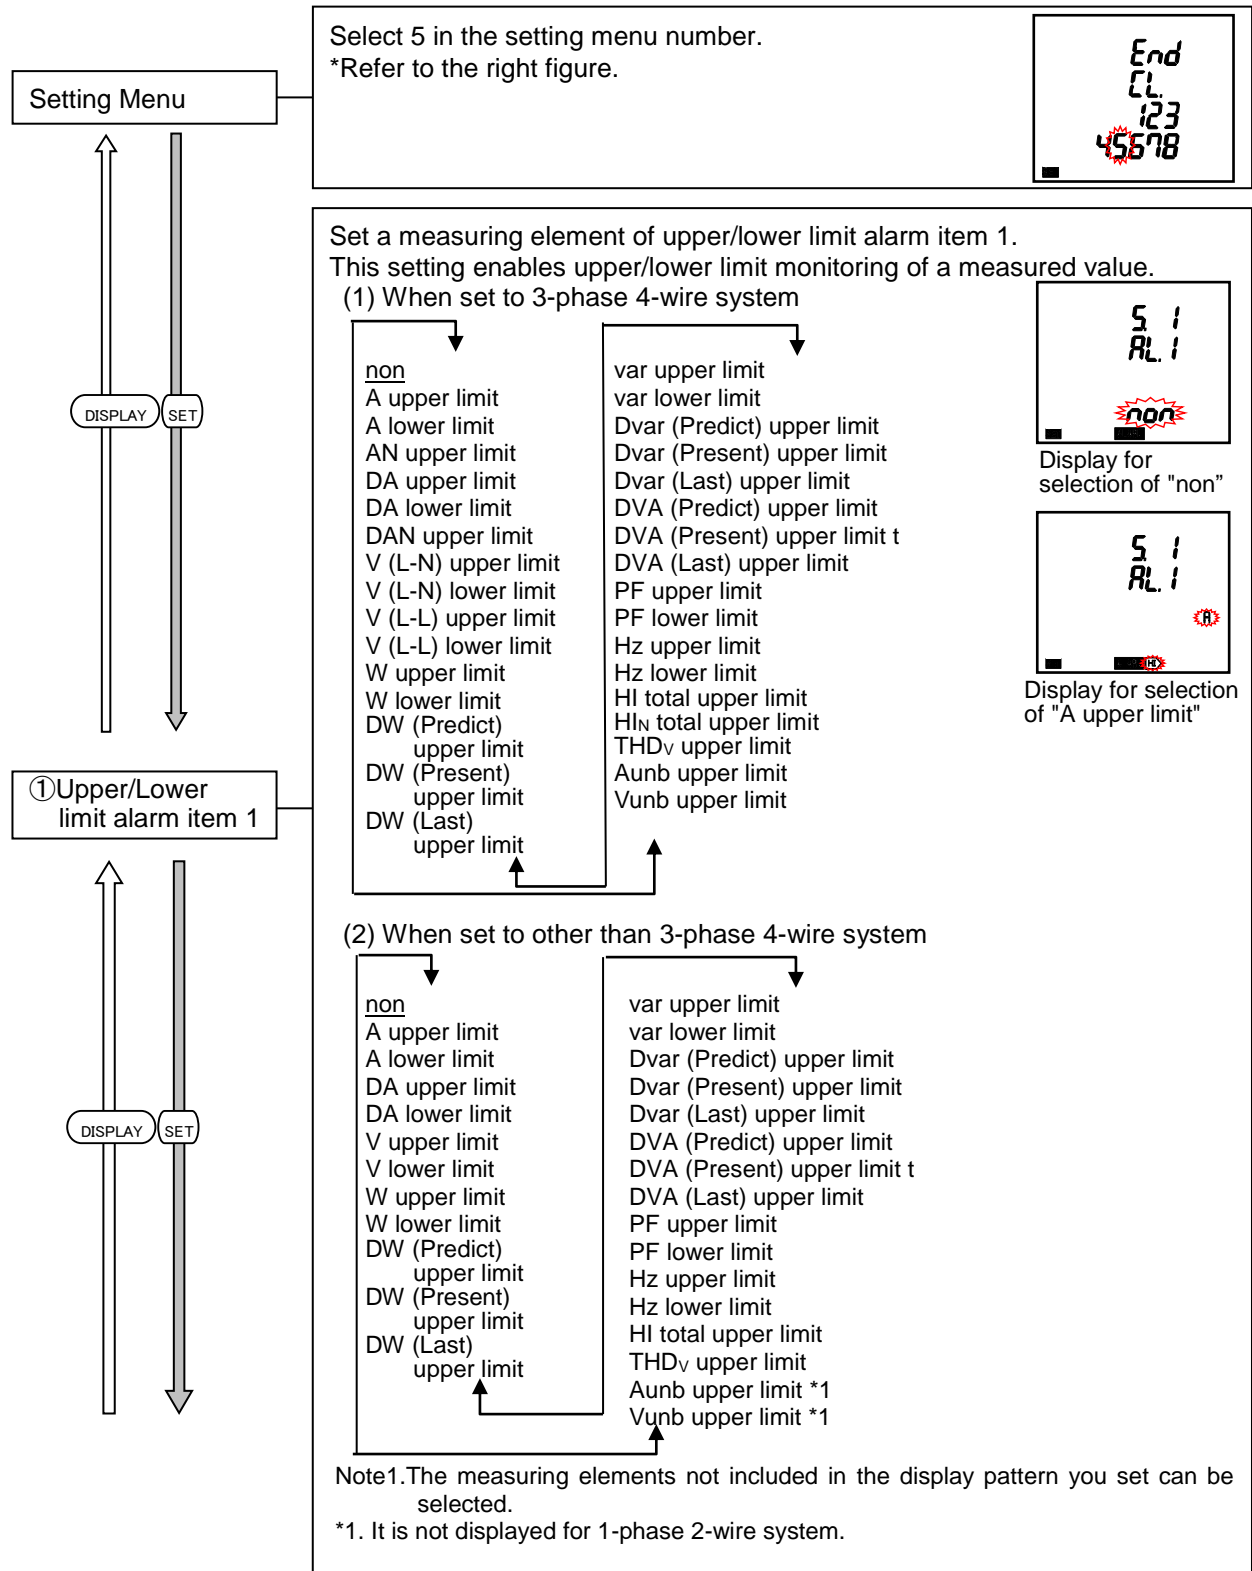 Select 5 in the setting menu number.
*Refer to the right figure.
End
CL.
123
45678
Setting Menu
DISPLAY SET
Set a measuring element of upper/lower limit alarm item 1.
This setting enables upper/lower limit monitoring of a measured value.
(1) When set to 3-phase 4-wire system
non
A upper limit
A lower limit
AN upper limit
DA upper limit
DA lower limit
DAN upper limit
V (L-N) upper limit
V (L-N) lower limit
V (L-L) upper limit
V (L-L) lower limit
W upper limit
W lower limit
DW (Predict)
upper limit
DW (Present)
upper limit
DW (Last)
upper limit
var upper limit
var lower limit
Dvar (Predict) upper limit
Dvar (Present) upper limit
Dvar (Last) upper limit
DVA (Predict) upper limit
DVA (Present) upper limit t
DVA (Last) upper limit
PF upper limit
PF lower limit
Hz upper limit
Hz lower limit
HI total upper limit
HIN total upper limit
THDV upper limit
Aunb upper limit
Vunb upper limit
S. 1
AL. 1
non
Display for
selection of "non”
S. 1
AL. 1
A
HI
Display for selection
of "A upper limit"
①Upper/Lower
limit alarm item 1
DISPLAY SET
(2) When set to other than 3-phase 4-wire system
non
A upper limit
A lower limit
DA upper limit
DA lower limit
V upper limit
V lower limit
W upper limit
W lower limit
DW (Predict)
upper limit
DW (Present)
upper limit
DW (Last)
upper limit
var upper limit
var lower limit
Dvar (Predict) upper limit
Dvar (Present) upper limit
Dvar (Last) upper limit
DVA (Predict) upper limit
DVA (Present) upper limit t
DVA (Last) upper limit
PF upper limit
PF lower limit
Hz upper limit
Hz lower limit
HI total upper limit
THDV upper limit
Aunb upper limit *1
Vunb upper limit *1
Note1.The measuring elements not included in the display pattern you set can be
selected.
*1. It is not displayed for 1-phase 2-wire system.